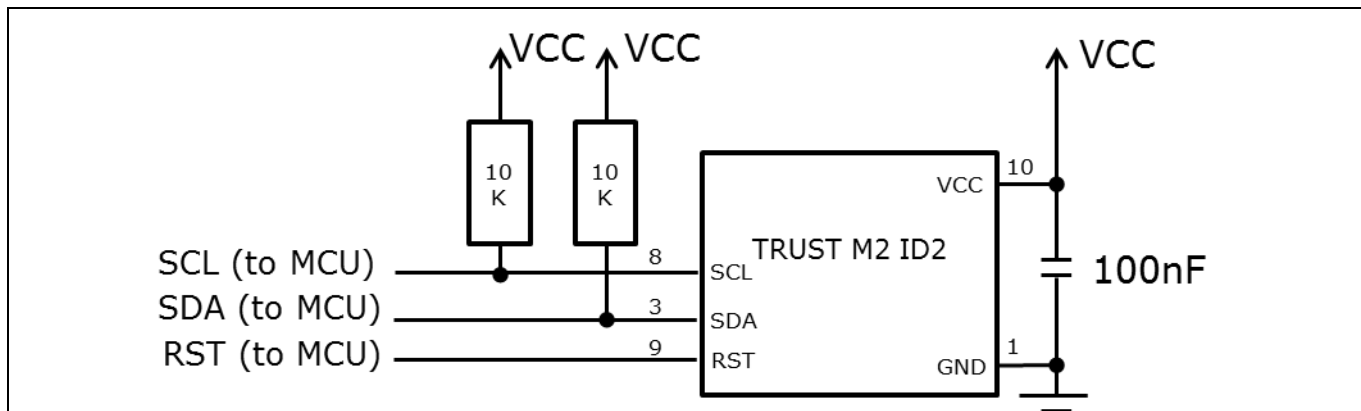 VCC VCC
VCC
10
K
10
K
10
VCC
TRUST M2 ID2
100nF
SCL (to MCU)
8
SCL
SDA (to MCU)
3
SDA
RST (to MCU)
9
RST
1
GND